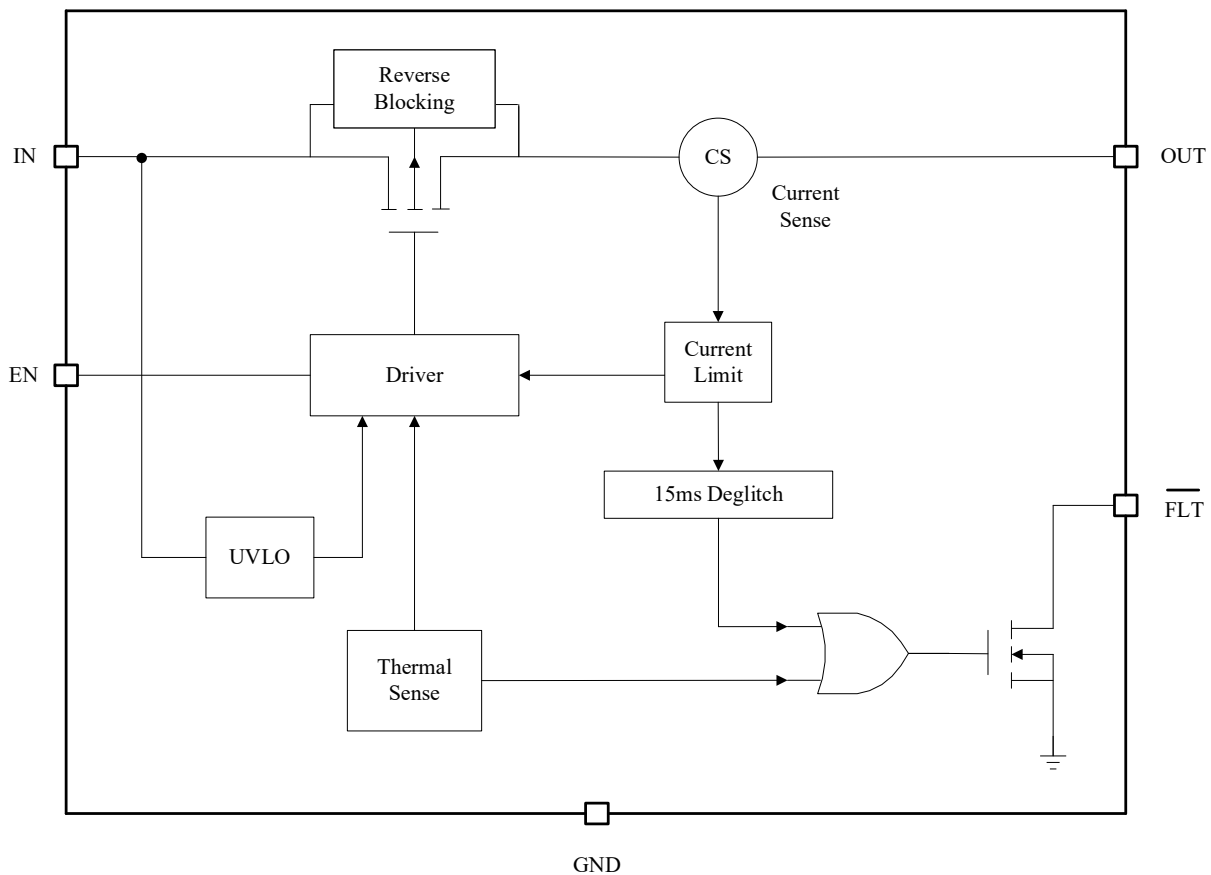 Reverse
Blocking
IN
CS
OUT
Current
Sense
Current
Limit
EN
Driver
15ms Deglitch
FLT
UVLO
Thermal
Sense
GND